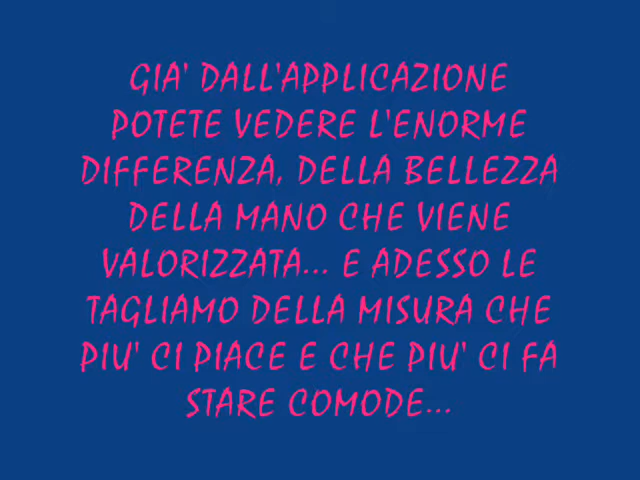 GIA' DALL'APPLICAZIONE
POTETE VEDERE L'ENORME
DIFFERENZA, DELLA BELLEZZA
DELLA MANO CHE VIENE
VALORIZZATA... E ADESSO LE
TAGLIAMO DELLA MISURA CHE
PIU' CI PIACE E CHE PIU' CI FA
STARE COMODE...